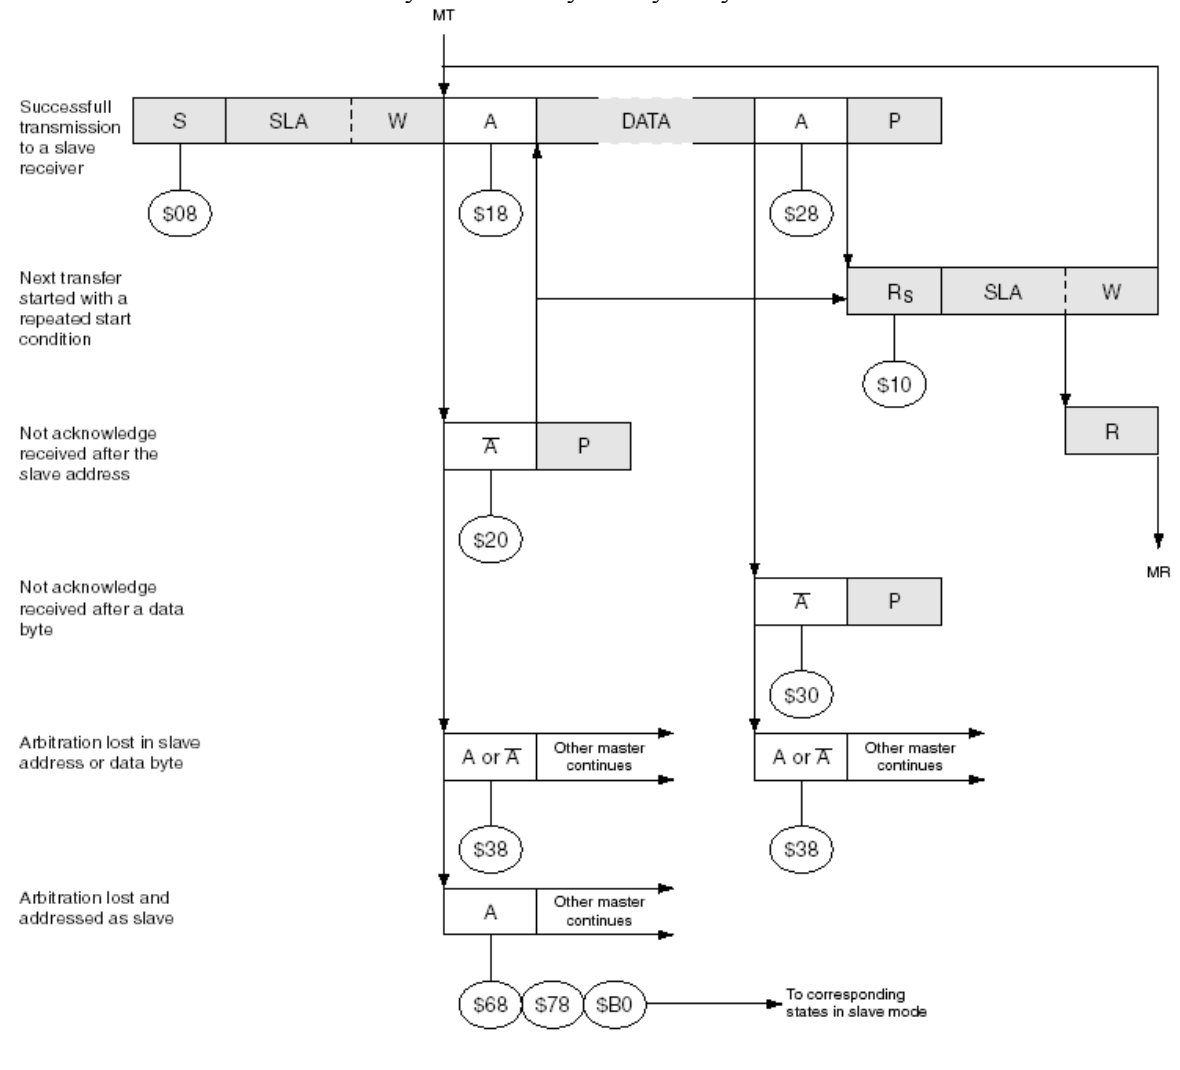 MT
Successfull
transmission
to a slave
receiver
S
SLA
W
A
DATA
A
P
$08
$18
$28
Next transfer
started with a
repeated start
condition
RS
SLA
W
$10
Not acknowledge
received after the
slave address
A̅
P
R
$20
MR
Not acknowledge
received after a data
byte
A̅
P
$30
Arbitration lost in slave
address or data byte
A or A̅
Other master
continues
A or A̅
Other master
continues
$38
$38
Arbitration lost and
addressed as slave
A
Other master
continues
$68
$78
$B0
To corresponding
states in slave mode